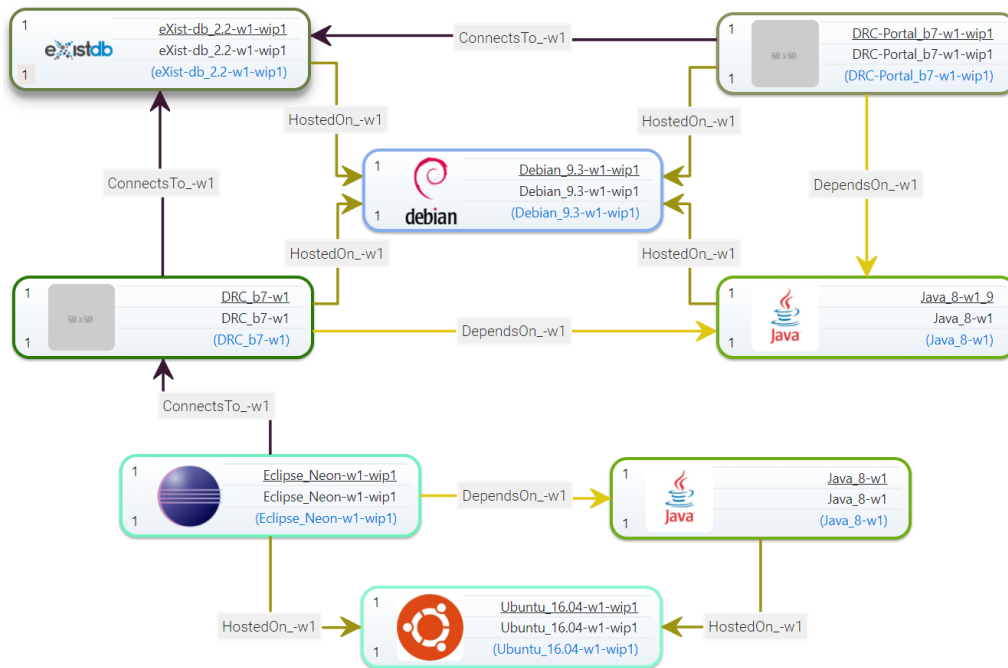 1
1
eXistdb
eXist-db_2.2-w1-wip1
eXist-db_2.2-w1-wip1
(eXist-db_2.2-w1-wip1)
ConnectsTo_-w1
1
1
50 x 50
DRC-Portal_b7-w1-wip1
DRC-Portal_b7-w1-wip1
(DRC-Portal_b7-w1-wip1)
HostedOn_-w1
HostedOn_-w1
ConnectsTo_-w1
1
1
debian
Debian_9.3-w1-wip1
Debian_9.3-w1-wip1
(Debian_9.3-w1-wip1)
DependsOn_-w1
HostedOn_-w1
HostedOn_-w1
1
1
50 x 50
DRC_b7-w1
DRC_b7-w1
(DRC_b7-w1)
DependsOn_-w1
1
1
Java
Java_8-w1_9
Java_8-w1
(Java_8-w1)
ConnectsTo_-w1
1
1
Eclipse_Neon-w1-wip1
Eclipse_Neon-w1-wip1
(Eclipse_Neon-w1-wip1)
DependsOn_-w1
1
1
Java
Java_8-w1
Java_8-w1
(Java_8-w1)
HostedOn_-w1
1
1
Ubuntu_16.04-w1-wip1
Ubuntu_16.04-w1-wip1
(Ubuntu_16.04-w1-wip1)
HostedOn_-w1